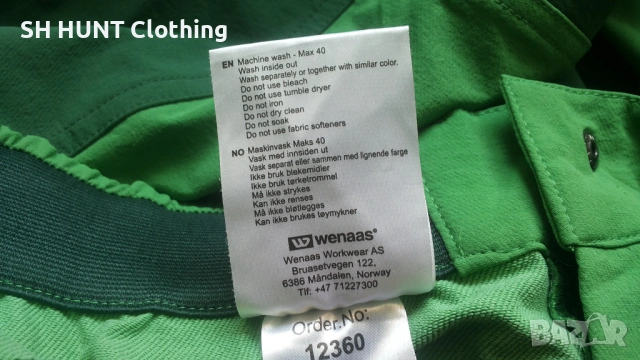 SH HUNT Clothing
EN Machine wash - Max 40
Wash inside out
Wash separately or together with similar color.
Do not use bleach
Do not use tumble dryer
Do not iron
Do not dry clean
Do not soak
Do not use fabric softeners
NO Maskinvask Maks 40
Vask med innsiden ut
Vask separat eller sammen med lignende farge
Ikke bruk blekemidler
Ikke bruk tørketrommel
Må ikke strykes
Kan ikke renses
Må ikke bløtlegges
Kan ikke brukes tøymykner
wenaas®
Wenaas Workwear AS
Bruasetvegen 122,
6386 Måndalen, Norway
Tlf: +47 71227300
Order.No:
12360
BAZAR